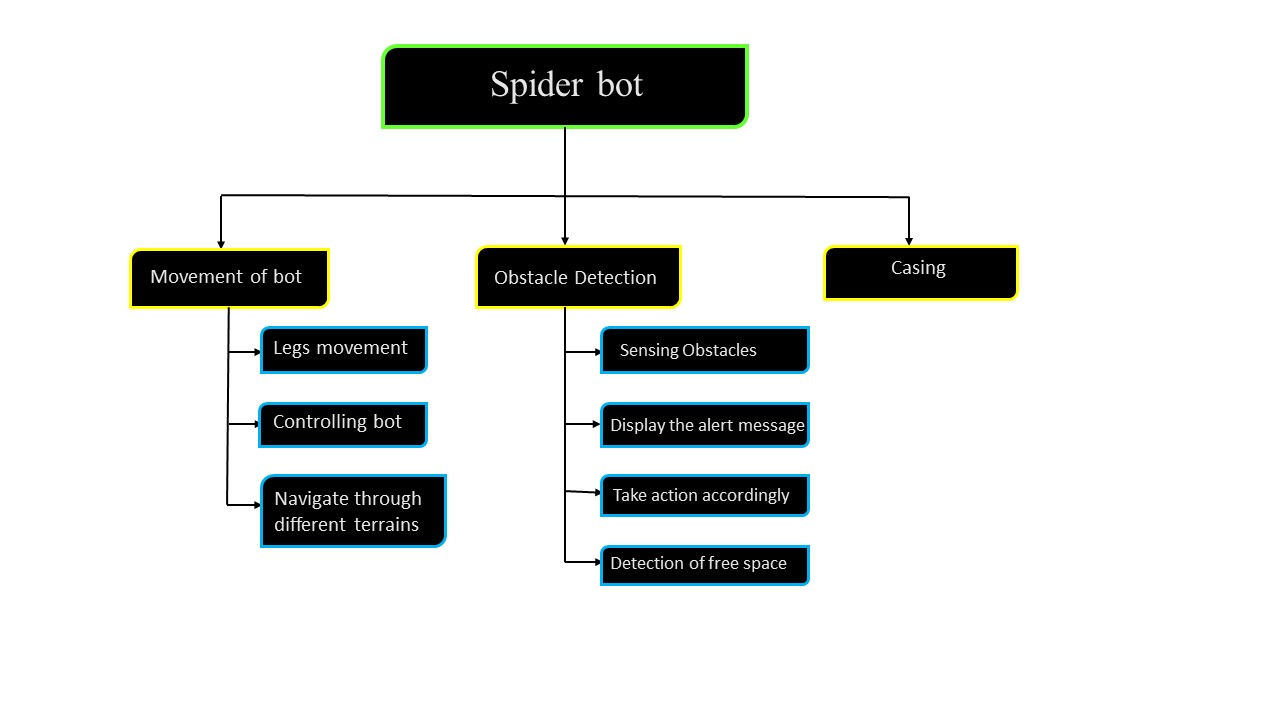 Spider bot
Movement of bot
Legs movement
Controlling bot
Navigate through
different terrains
Obstacle Detection
Sensing Obstacles
Display the alert message
Take action accordingly
Detection of free space
Casing